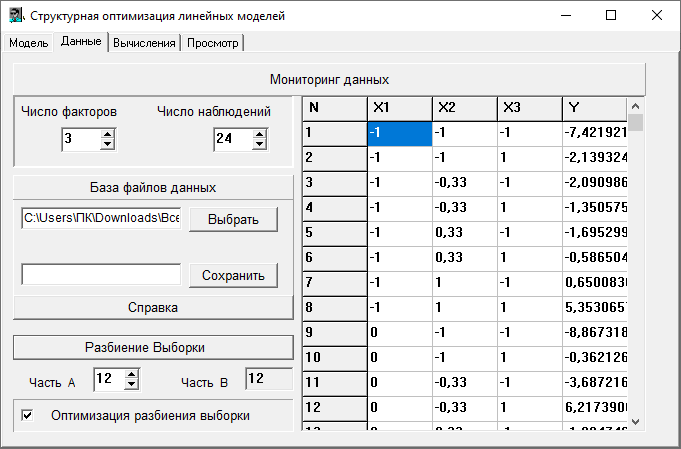 Структурная оптимизация линейных моделей
Модель Данные Вычисления Просмотр
Мониторинг данных
Число факторов Число наблюдений
3 24
База файлов данных
C:\Users\ПК\Downloads\Все
Выбрать
Сохранить
Справка
Разбиение Выборки
Часть A 12 Часть B 12
Оптимизация разбиения выборки
N X1 X2 X3 Y
1 -1 -1 -1 -7,421921
2 -1 -1 1 -2,139324
3 -1 -0,33 -1 -2,090986
4 -1 -0,33 1 -1,350575
5 -1 0,33 -1 -1,695299
6 -1 0,33 1 -0,586504
7 -1 1 -1 0,6500830
8 -1 1 1 5,3530657
9 0 -1 -1 -8,867318
10 0 -1 1 -0,362126
11 0 -0,33 -1 -3,687216
12 0 -0,33 1 6,2173900